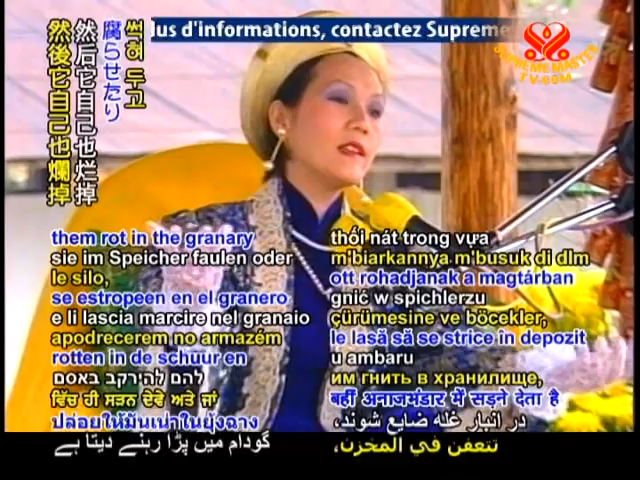 lus d'informations, contactez Supreme
SUPREME MASTER
TV.COM
썩혀 두고
腐らせたり
然后它自己也烂掉
然後它自己也爛掉
them rot in the granary
sie im Speicher faulen oder
le silo,
se estropeen en el granero
e li lascia marcire nel granaio
apodrecerem no armazém
rotten in de schuur en
להם להירקב באסם
ਵਿੱਚ ਹੀ ਸੜਨ ਦੇਵੇ ਅਤੇ ਜਾਂ
ปล่อยให้มันเน่าในยุ้งฉาง
گودام میں پڑا رہنے دیتا ہے
thối nát trong vựa
m'biarkannya m'busuk di dlm
ott rohadjanak a magtárban
gnić w spichlerzu
çürümesine ve böcekler,
le lasă să se strice în depozit
u ambaru
им гнить в хранилище,
वहीं अनाजभंडार में सड़ने देता है
در انبار غله ضایع شوند،
تتعفن في المخزن،